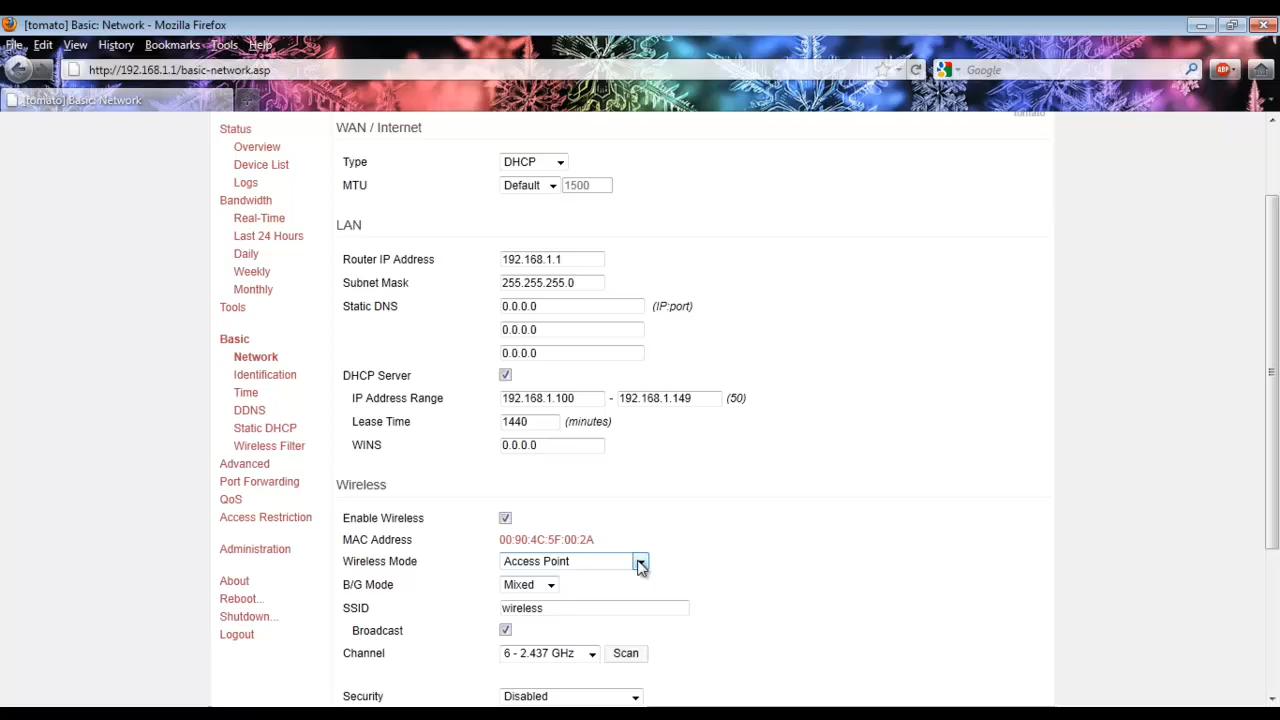 [tomato] Basic: Network - Mozilla Firefox
File Edit View History Bookmarks Tools Help
http://192.168.1.1/basic-network.asp Google ABP
[tomato] Basic: Network
tomato
Status
Overview
Device List
Logs
Bandwidth
Real-Time
Last 24 Hours
Daily
Weekly
Monthly
Tools
Basic
Network
Identification
Time
DDNS
Static DHCP
Wireless Filter
Advanced
Port Forwarding
QoS
Access Restriction
Administration
About
Reboot...
Shutdown...
Logout
WAN / Internet
Type DHCP
MTU Default 1500
LAN
Router IP Address 192.168.1.1
Subnet Mask 255.255.255.0
Static DNS 0.0.0.0 (IP:port)
0.0.0.0
0.0.0.0
DHCP Server
IP Address Range 192.168.1.100 - 192.168.1.149 (50)
Lease Time 1440 (minutes)
WINS 0.0.0.0
Wireless
Enable Wireless
MAC Address 00:90:4C:5F:00:2A
Wireless Mode Access Point
B/G Mode Mixed
SSID wireless
Broadcast
Channel 6 - 2.437 GHz Scan
Security Disabled